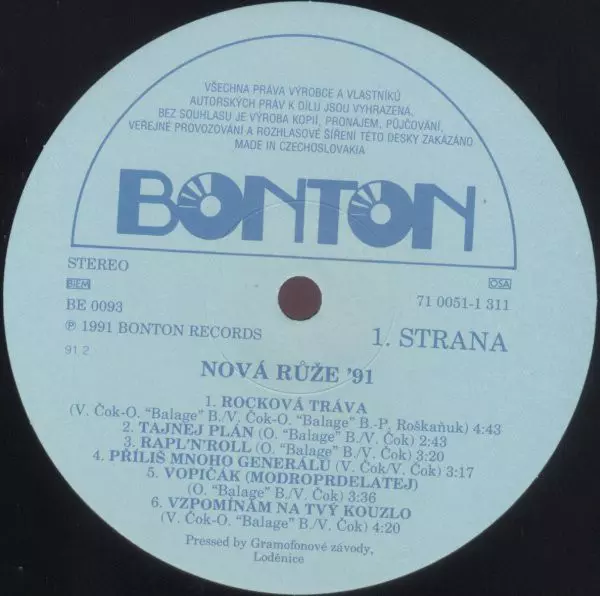 VŠECHNA PRÁVA VÝROBCE A VLASTNÍKŮ
AUTORSKÝCH PRÁV K DÍLU JSOU VYHRAZENA.
BEZ SOUHLASU JE VÝROBA KOPIÍ, PRONÁJEM, PŮJČOVÁNÍ,
VEŘEJNÉ PROVOZOVÁNÍ A ROZHLASOVÉ ŠÍŘENÍ TÉTO DESKY ZAKÁZÁNO
MADE IN CZECHOSLOVAKIA
BONTON
STEREO
BIEM OSA
BE 0093 71 0051-1 311
℗ 1991 BONTON RECORDS 1. STRANA
91 2
NOVÁ RŮŽE '91
1. ROCKOVÁ TRÁVA
(V. Čok-O. "Balage" B./V. Čok-O. "Balage" B.-P. Roškaňuk) 4:43
2. TAJNEJ PLÁN (O. "Balage" B./V. Čok) 2:43
3. RAPL'N'ROLL (O. "Balage" B./V. Čok) 3:20
4. PŘÍLIŠ MNOHO GENERÁLŮ (V. Čok/V. Čok) 3:17
5. VOPIČÁK (MODROPRDELATEJ)
(O. "Balage" B./V. Čok) 3:36
6. VZPOMÍNÁM NA TVÝ KOUZLO
(V. Čok-O. "Balage" B./V. Čok) 4:20
Pressed by Gramofonové závody,
Loděnice